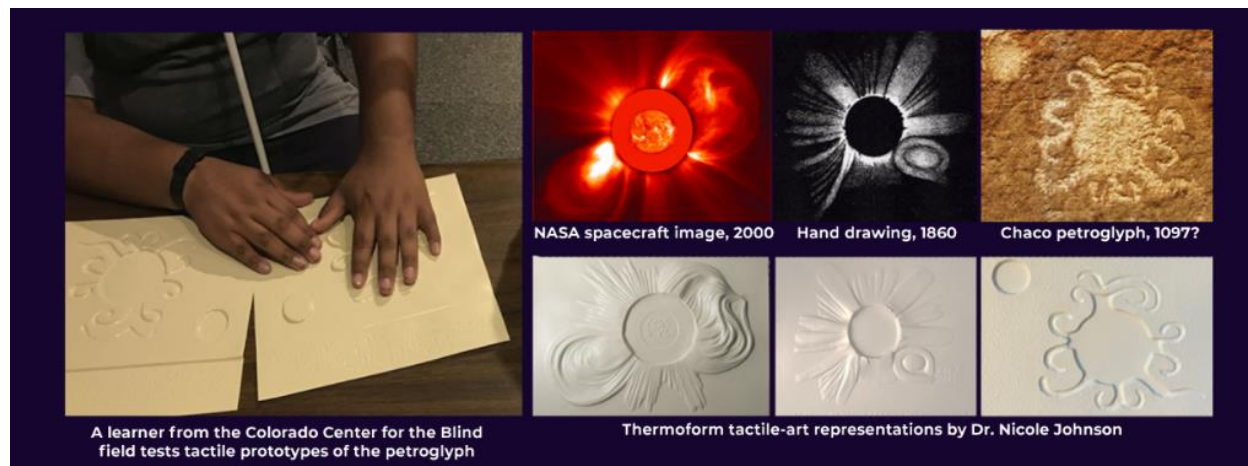 NASA spacecraft image, 2000
Hand drawing, 1860
Chaco petroglyph, 1097?
A learner from the Colorado Center for the Blind
field tests tactile prototypes of the petroglyph
Thermoform tactile-art representations by Dr. Nicole Johnson